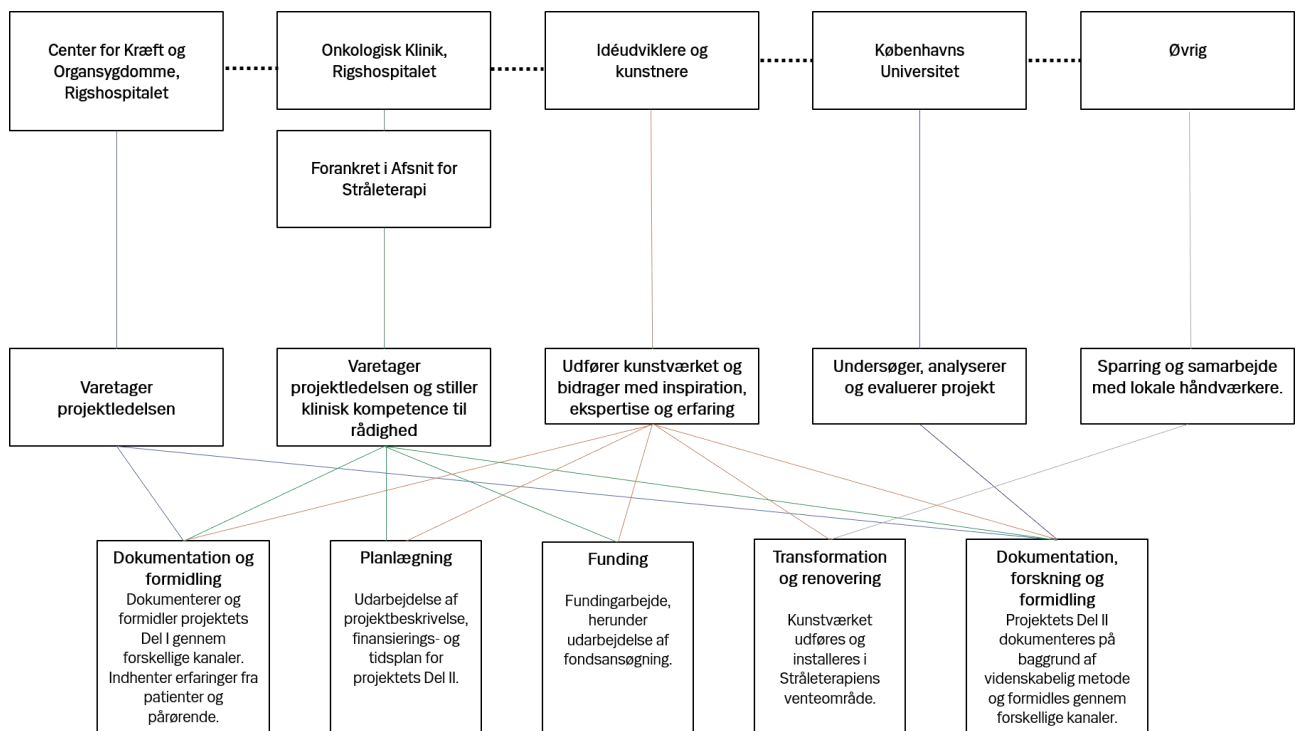 Center for Kræft og
Organsygdomme,
Rigshospitalet
Onkologisk Klinik,
Rigshospitalet
Idéudviklere og
kunstnere
Københavns
Universitet
Øvrig
Forankret i Afsnit for
Stråleterapi
Varetager
projektledelsen
Varetager
projektledelsen og stiller
klinisk kompetence til
rådighed
Udfører kunstværket og
bidrager med inspiration,
ekspertise og erfaring
Undersøger, analyserer
og evaluerer projekt
Sparring og samarbejde
med lokale håndværkere.
Dokumentation og
formidling
Dokumenterer og
formidler projektets
Del I gennem
forskellige kanaler.
Indhenter erfaringer fra
patienter og
pårørende.
Planlægning
Udarbejdelse af
projektbeskrivelse,
finansierings- og
tidsplan for
projektets Del II.
Funding
Fundingarbejde,
herunder
udarbejdelse af
fondsansøgning.
Transformation
og renovering
Kunstværket
udføres og
installeres i
Stråleterapiens
venteområde.
Dokumentation,
forskning og
formidling
Projektets Del II
dokumenteres på
baggrund af
videnskabelig metode
og formidles gennem
forskellige kanaler.